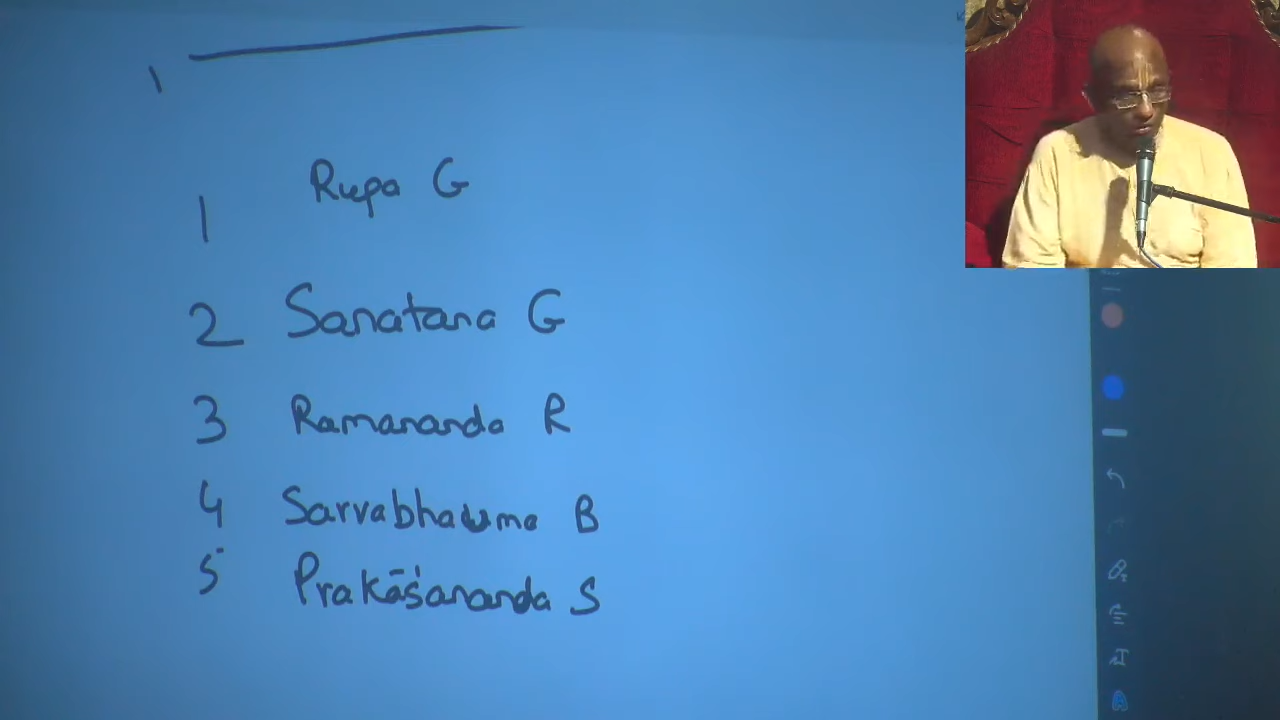 1 Rupa G
2 Sanatana G
3 Ramananda R
4 Sarvabhauma B
5 Prakāśananda S